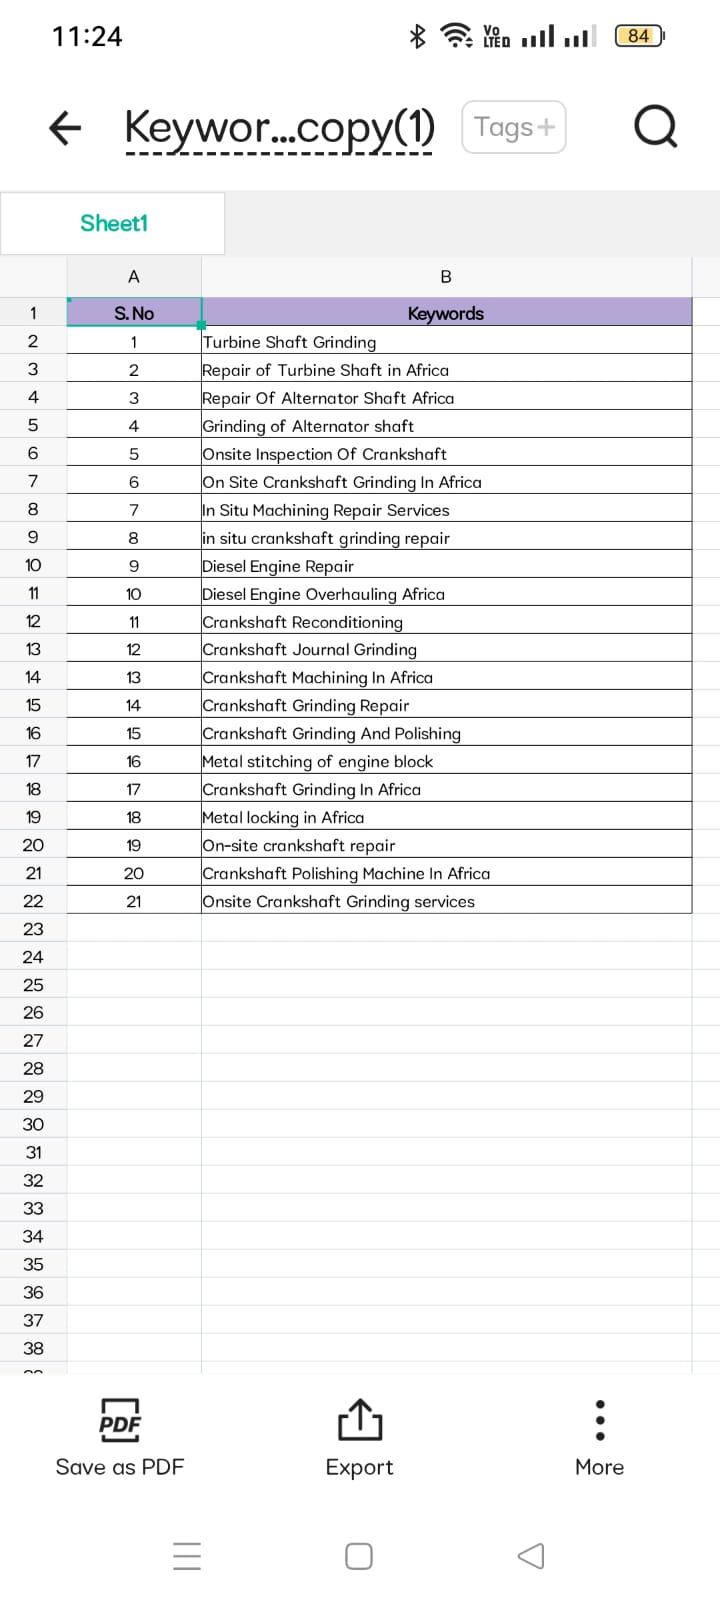 11:24
Vo LTED
84
Keywor...copy(1)
Tags+
Sheet1
A B
1 S. No Keywords
2 1 Turbine Shaft Grinding
3 2 Repair of Turbine Shaft in Africa
4 3 Repair Of Alternator Shaft Africa
5 4 Grinding of Alternator shaft
6 5 Onsite Inspection Of Crankshaft
7 6 On Site Crankshaft Grinding In Africa
8 7 In Situ Machining Repair Services
9 8 in situ crankshaft grinding repair
10 9 Diesel Engine Repair
11 10 Diesel Engine Overhauling Africa
12 11 Crankshaft Reconditioning
13 12 Crankshaft Journal Grinding
14 13 Crankshaft Machining In Africa
15 14 Crankshaft Grinding Repair
16 15 Crankshaft Grinding And Polishing
17 16 Metal stitching of engine block
18 17 Crankshaft Grinding In Africa
19 18 Metal locking in Africa
20 19 On-site crankshaft repair
21 20 Crankshaft Polishing Machine In Africa
22 21 Onsite Crankshaft Grinding services
23
24
25
26
27
28
29
30
31
32
33
34
35
36
37
38
PDF
Save as PDF Export More